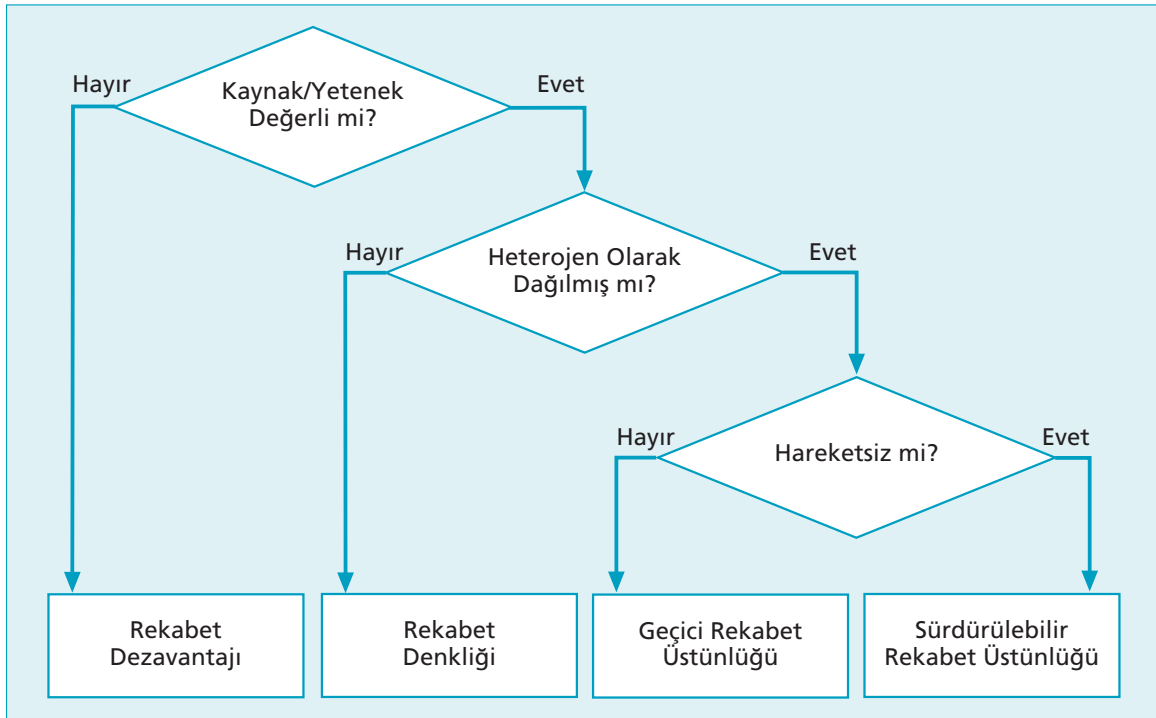 Hayır
Kaynak/Yetenek
Değerli mi?
Evet
Hayır
Heterojen Olarak
Dağılmış mı?
Evet
Hayır
Hareketsiz mi?
Evet
Rekabet
Dezavantajı
Rekabet
Denkliği
Geçici Rekabet
Üstünlüğü
Sürdürülebilir
Rekabet Üstünlüğü